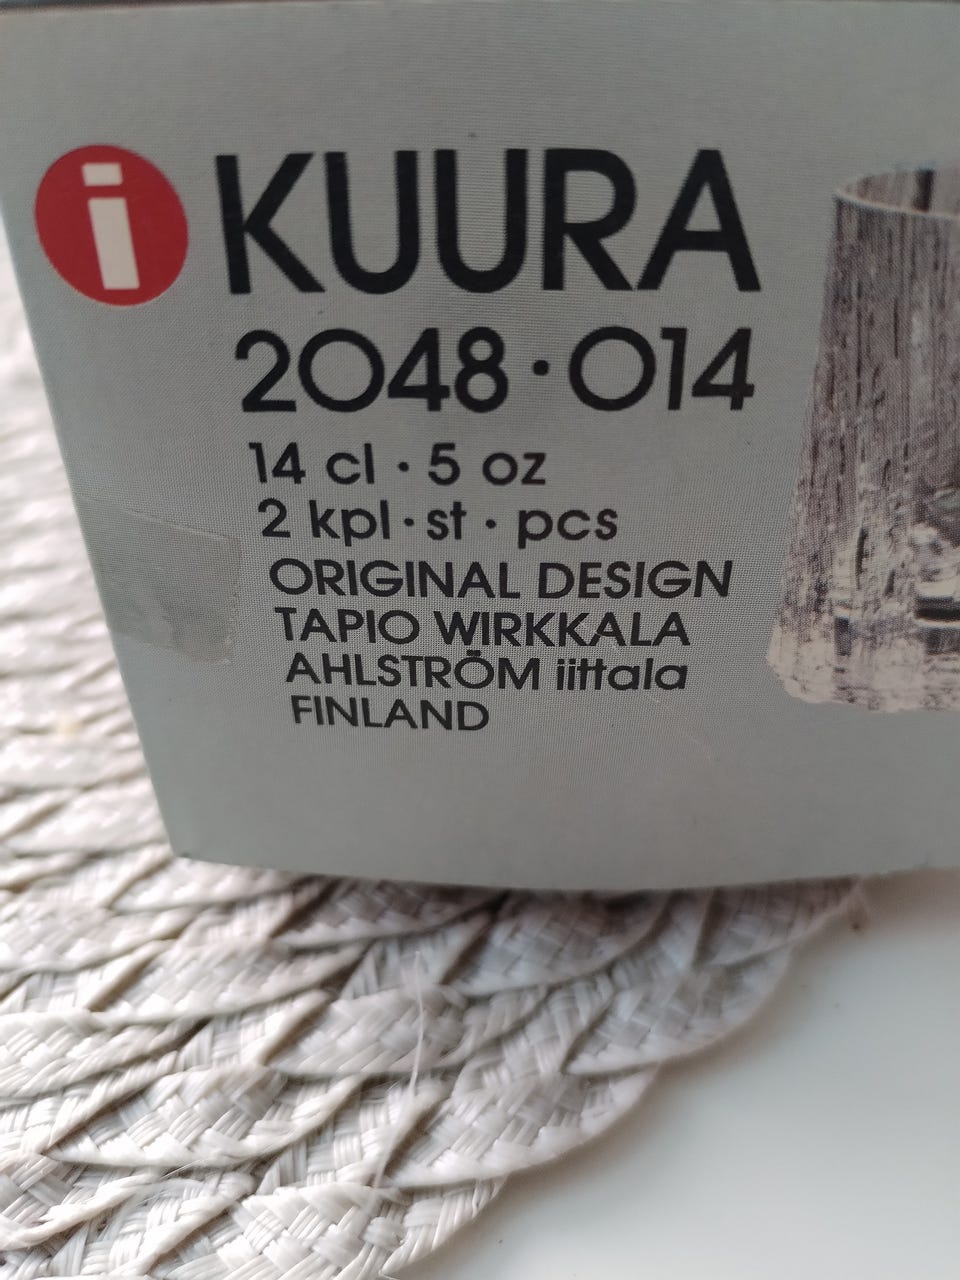 i KUURA
2048·014
14 cl · 5 oz
2 kpl · st · pcs
ORIGINAL DESIGN
TAPIO WIRKKALA
AHLSTRÖM iittala
FINLAND